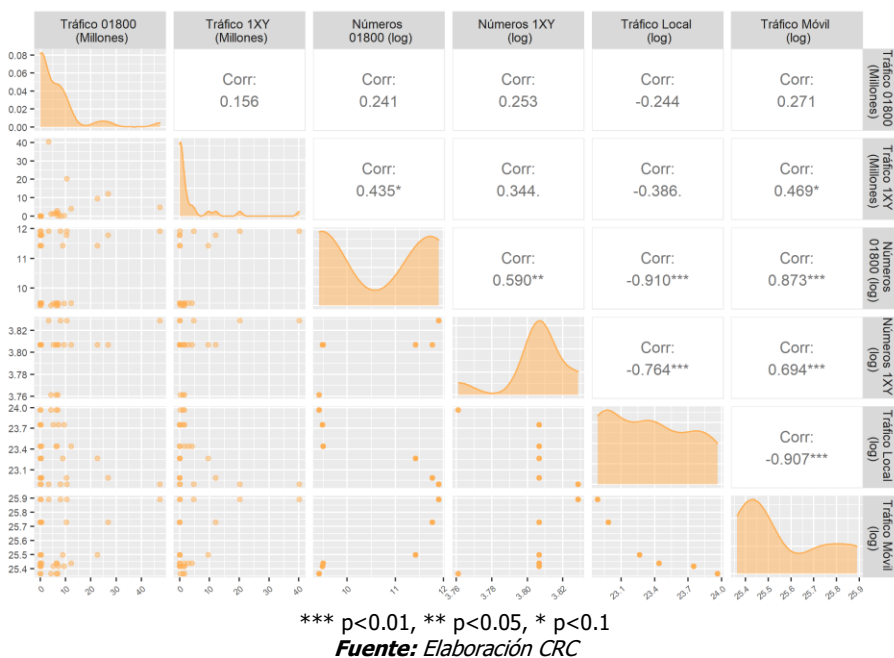 Tráfico 01800
(Millones)
Tráfico 1XY
(Millones)
Números
01800 (log)
Números 1XY
(log)
Tráfico Local
(log)
Tráfico Móvil
(log)
0.08
0.06
0.04
0.02
0.00
Corr:
0.156
Corr:
0.241
Corr:
0.253
Corr:
-0.244
Corr:
0.271
Tráfico 01800
(Millones)
40
30
20
10
0
Corr:
0.435*
Corr:
0.344.
Corr:
-0.386.
Corr:
0.469*
Tráfico 1XY
(Millones)
12
11
10
Corr:
0.590**
Corr:
-0.910***
Corr:
0.873***
Números
01800 (log)
3.82
3.80
3.78
3.76
Corr:
-0.764***
Corr:
0.694***
Números 1XY
(log)
24.0
23.7
23.4
23.1
Corr:
-0.907***
Tráfico Local
(log)
25.9
25.8
25.7
25.5
25.4
Tráfico Móvil
(log)
0 10 20 30 40
0 10 20 30 40
10 11 12
3.76 3.78 3.80 3.82
23.1 23.4 23.7 24.0
25.4 25.5 25.6 25.7 25.8 25.9
*** p<0.01, ** p<0.05, * p<0.1
Fuente: Elaboración CRC